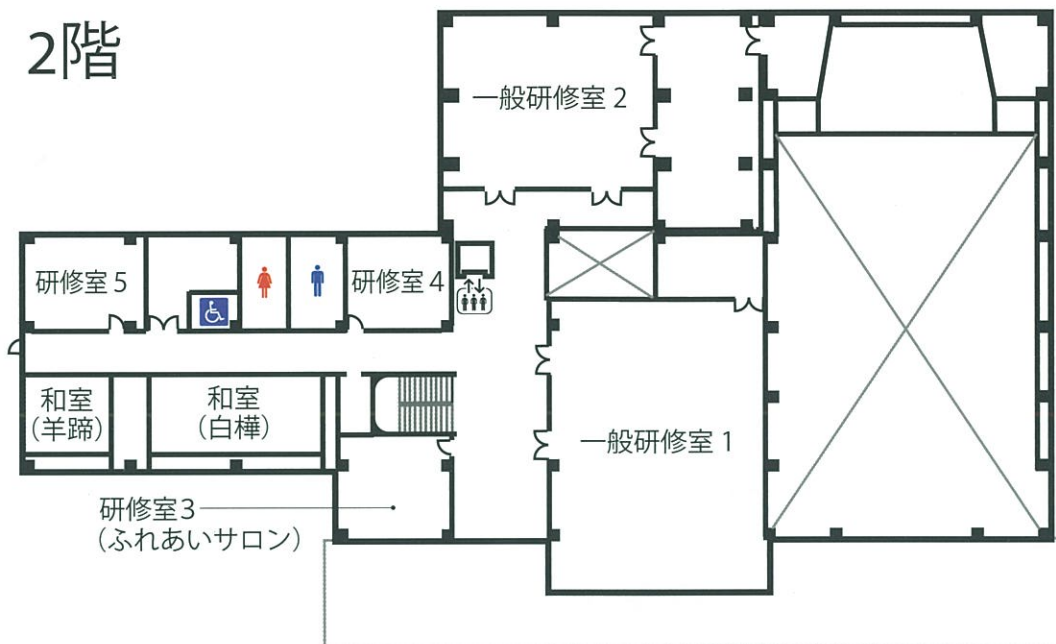 2階
一般研修室 2
研修室 5
研修室 4
和室
(羊蹄)
和室
(白樺)
一般研修室 1
研修室3
(ふれあいサロン)